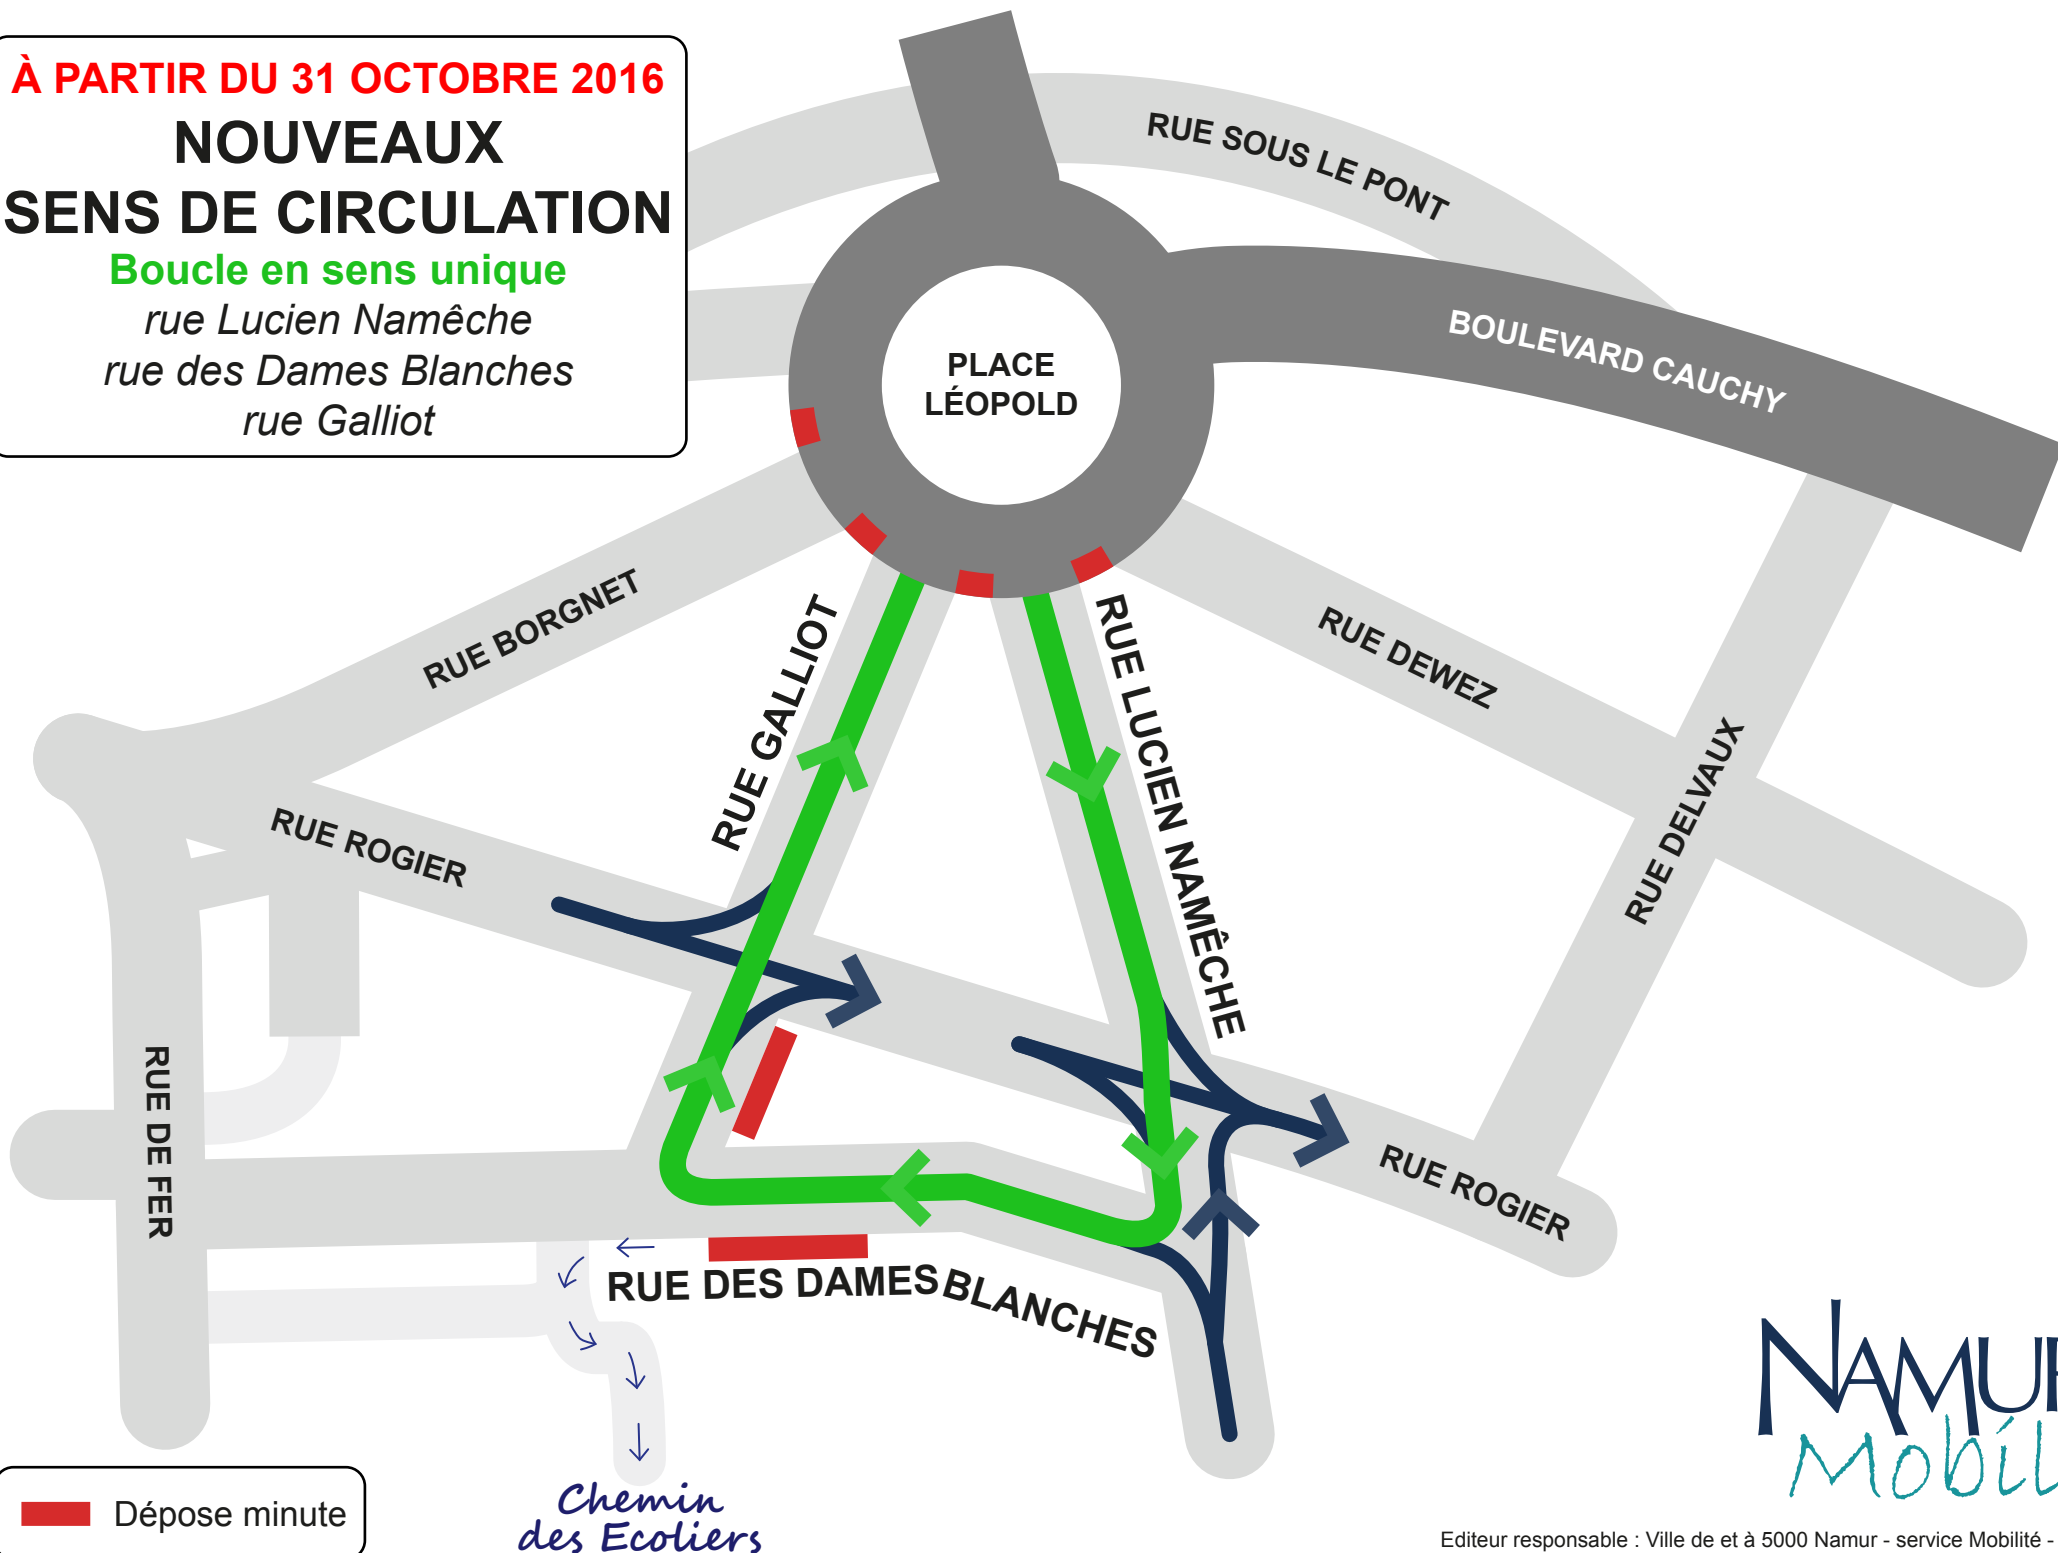 À PARTIR DU 31 OCTOBRE 2016
NOUVEAUX
SENS DE CIRCULATION
Boucle en sens unique
rue Lucien Namêche
rue des Dames Blanches
rue Galliot
RUE SOUS LE PONT
BOULEVARD CAUCHY
PLACE
LÉOPOLD
RUE BORGNET
RUE GALLIOT
RUE LUCIEN NAMÊCHE
RUE DEWEZ
RUE DELVAUX
RUE ROGIER
RUE DE FER
RUE ROGIER
RUE DES DAMES BLANCHES
Chemin
des Ecoliers
Dépose minute
NAMUR
Editeur responsable : Ville de et à 5000 Namur - service Mobilité -